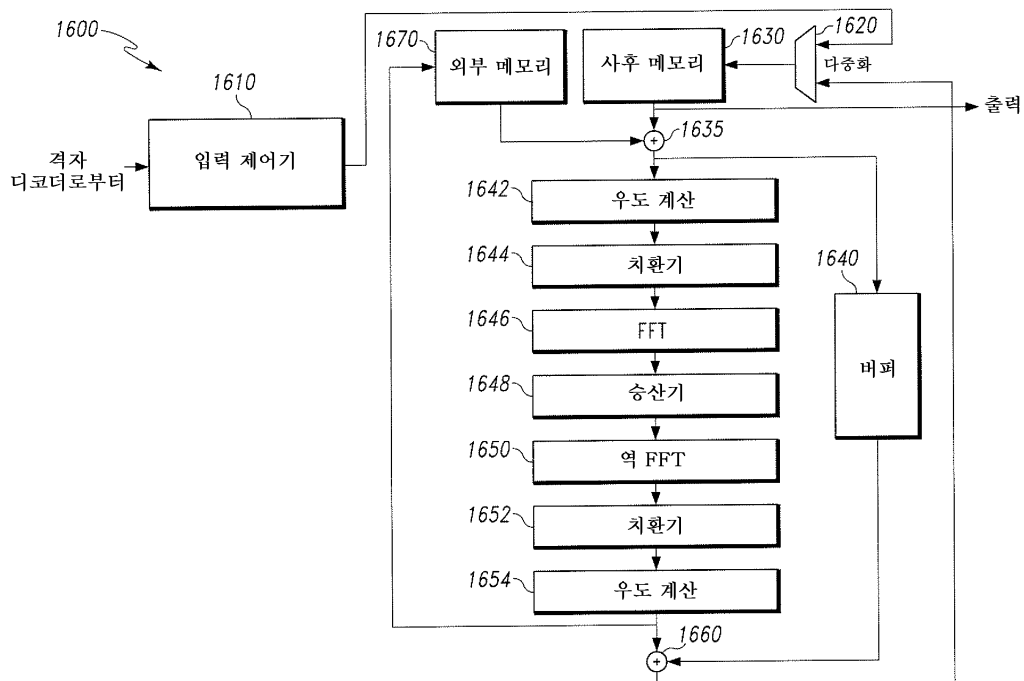 1600
1610
입력 제어기
격자
디코더로부터
1670
외부 메모리
1630
사후 메모리
1620
다중화
출력
+
1635
1642
우도 계산
1644
치환기
1646
FFT
1648
승산기
1650
역 FFT
1652
치환기
1654
우도 계산
1640
버퍼
1660
+